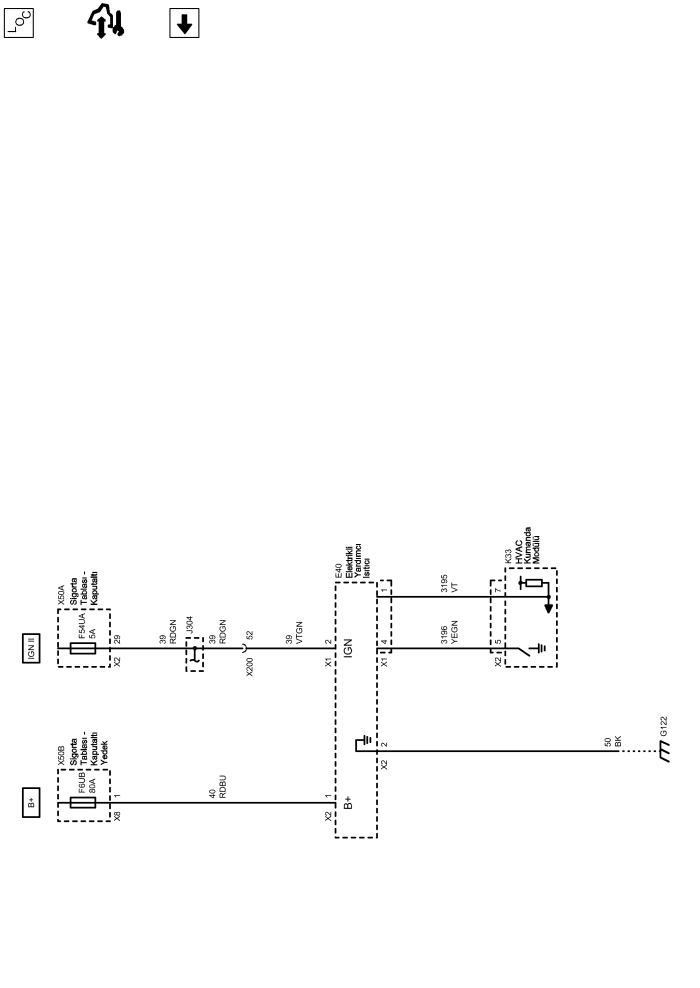 LOC
IGN II
X50A
Sigorta
Tablası -
Kaputaltı
F54UA
5A
X2 29
39
RDGN
J304
39
RDGN
X200 52
39
VTGN
X1 2
IGN
E40
Elektrikli
Yardımcı
Isıtıcı
X1 4
1
3196
YEGN
3195
VT
X2 5
7
K33
HVAC
Kumanda
Modülü
B+
X50B
Sigorta
Tablası -
Kaputaltı
Yedek
F6UB
80A
X8 1
40
RDBU
X2 1
B+
X2 2
50
BK
G122